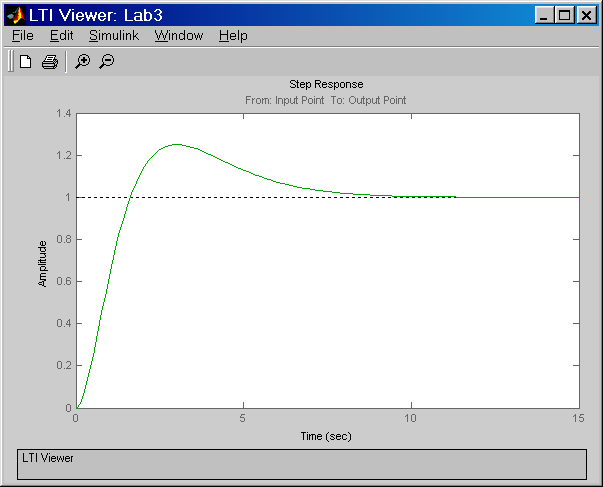 LTI Viewer: Lab3
File Edit Simulink Window Help
Step Response
From: Input Point To: Output Point
1.4
1.2
1
0.8
0.6
0.4
0.2
0
Amplitude
0 5 10 15
Time (sec)
LTI Viewer